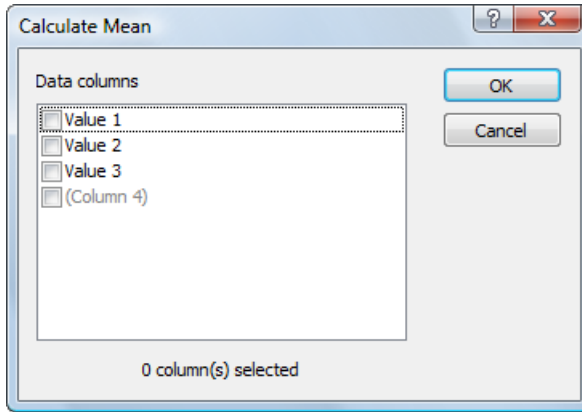 Calculate Mean
?
X
Data columns
Value 1
Value 2
Value 3
(Column 4)
OK
Cancel
0 column(s) selected